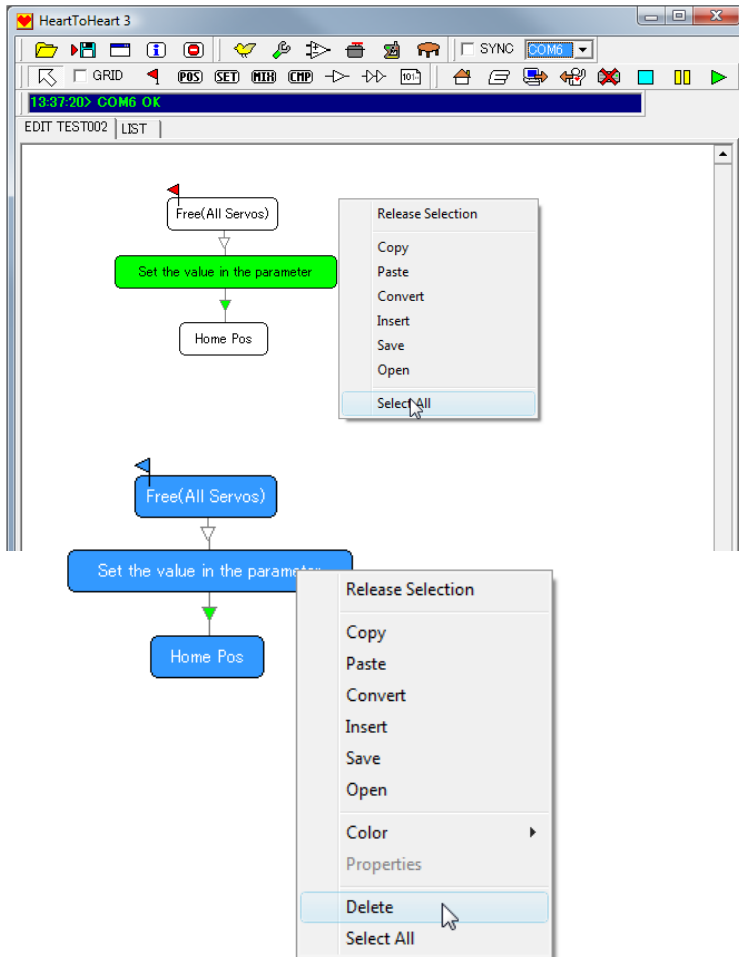 HeartToHeart 3
SYNC COM6
GRID POS SET MIX CMP 101
13:37:20> COM6 OK
EDIT TEST002 LIST
Free(All Servos)
Set the value in the parameter
Home Pos
Release Selection
Copy
Paste
Convert
Insert
Save
Open
Select All
Free(All Servos)
Set the value in the parameter
Home Pos
Release Selection
Copy
Paste
Convert
Insert
Save
Open
Color
Properties
Delete
Select All